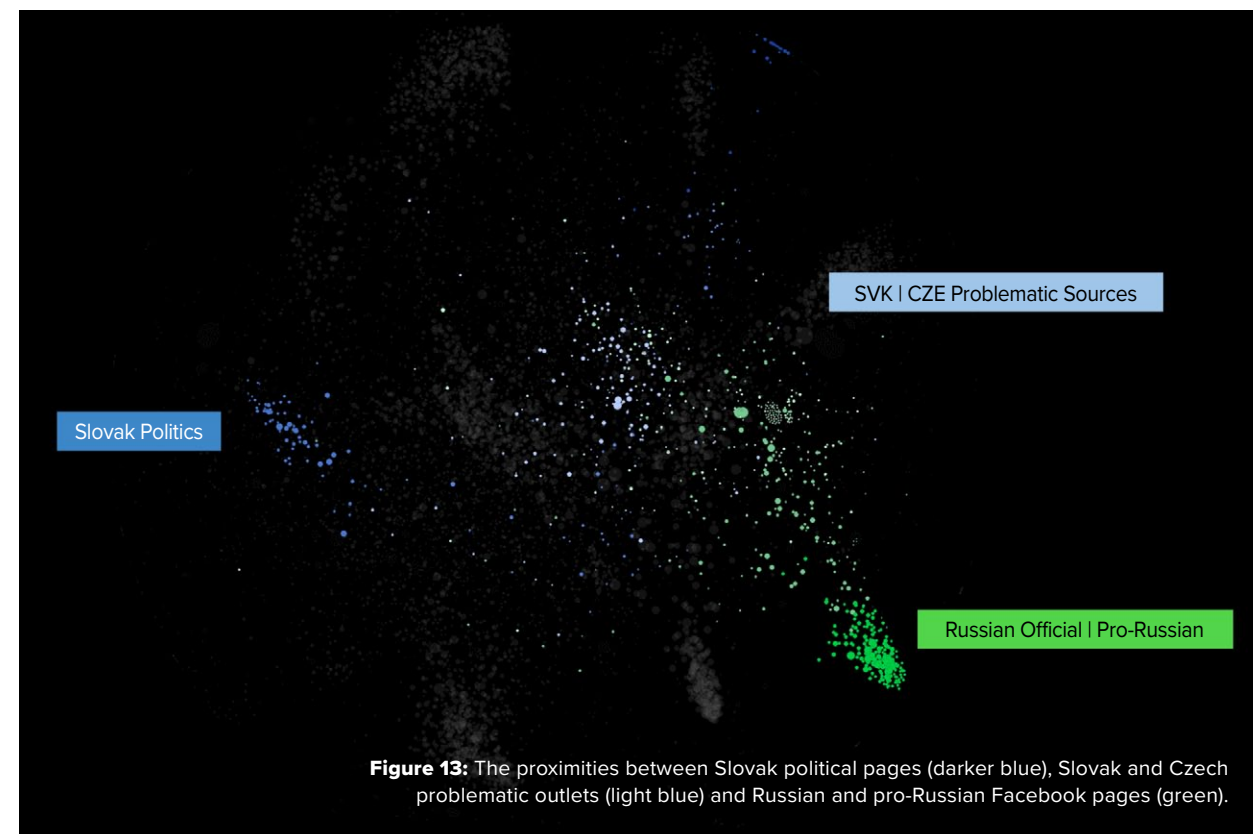 SVK | CZE Problematic Sources
Slovak Politics
Russian Official | Pro-Russian
Figure 13: The proximities between Slovak political pages (darker blue), Slovak and Czech
problematic outlets (light blue) and Russian and pro-Russian Facebook pages (green).